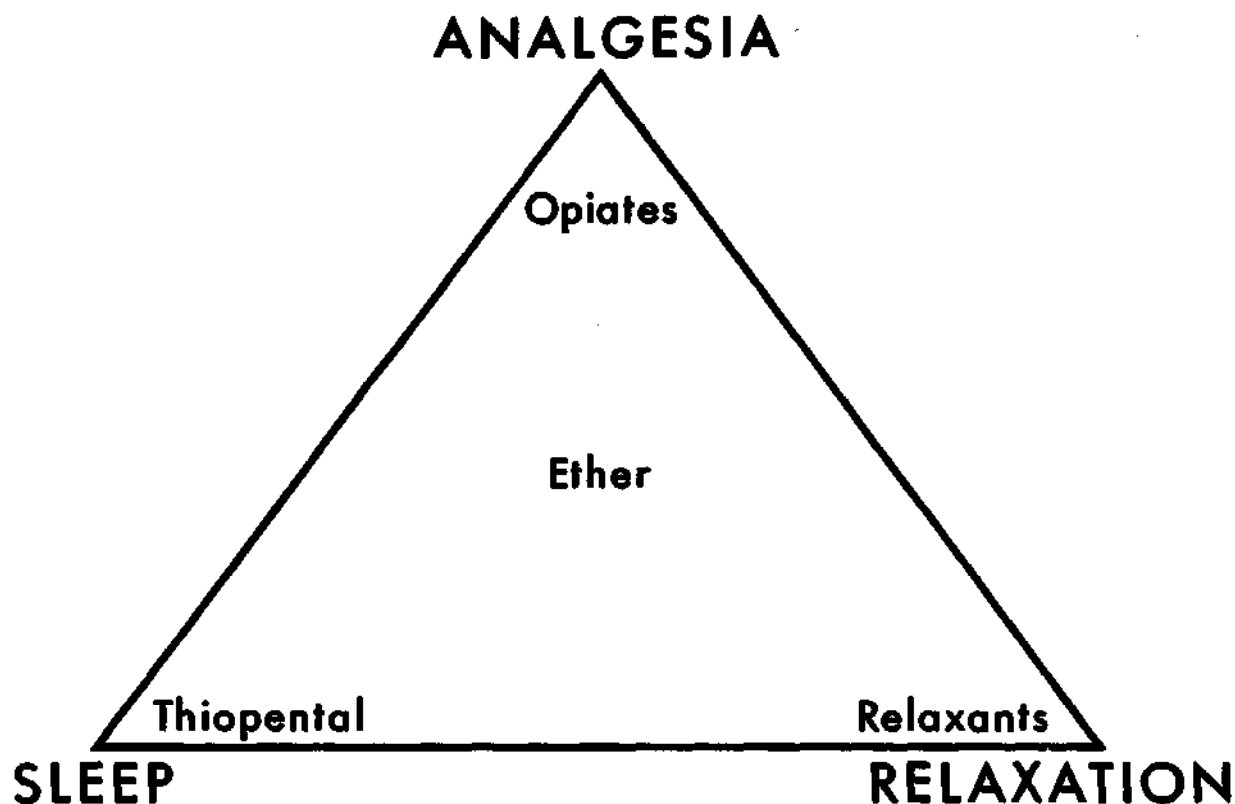 ANALGESIA
Opiates
Ether
Thiopental
Relaxants
SLEEP
RELAXATION